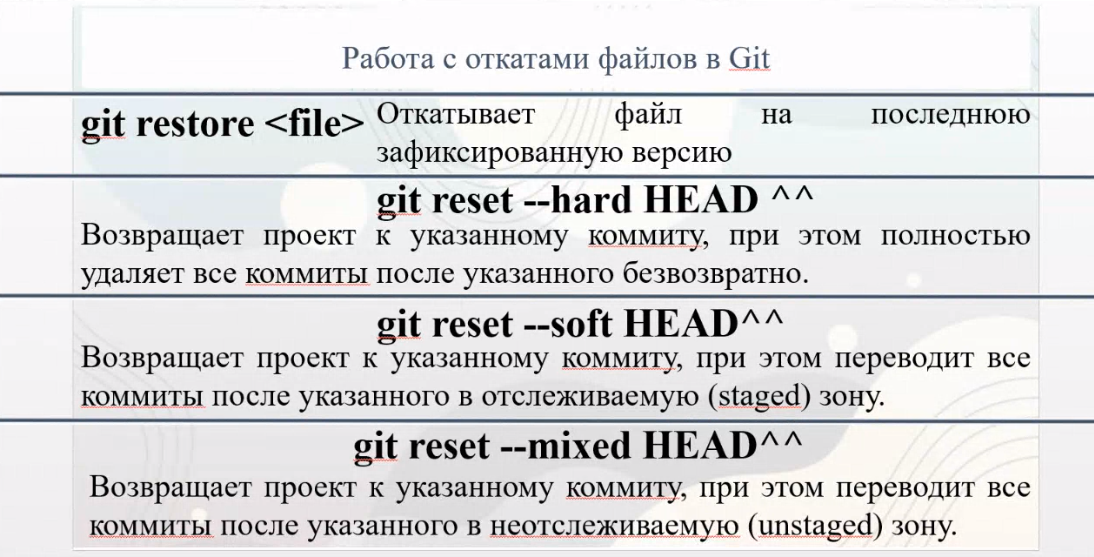 Работа с откатами файлов в Git
git restore <file> Откатывает файл на последнюю
зафиксированную версию
git reset --hard HEAD ^^
Возвращает проект к указанному коммиту, при этом полностью
удаляет все коммиты после указанного безвозвратно.
git reset --soft HEAD^^
Возвращает проект к указанному коммиту, при этом переводит все
коммиты после указанного в отслеживаемую (staged) зону.
git reset --mixed HEAD^^
Возвращает проект к указанному коммиту, при этом переводит все
коммиты после указанного в неотслеживаемую (unstaged) зону.